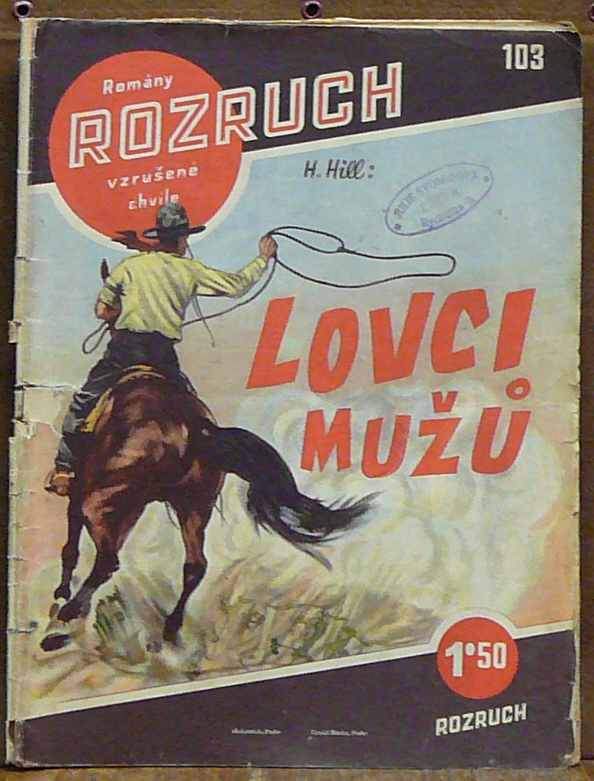 Romány
ROZRUCH
vzrušené
chvíle
103
H. Hill:
LOVCI
MUŽŮ
1•50
ROZRUCH